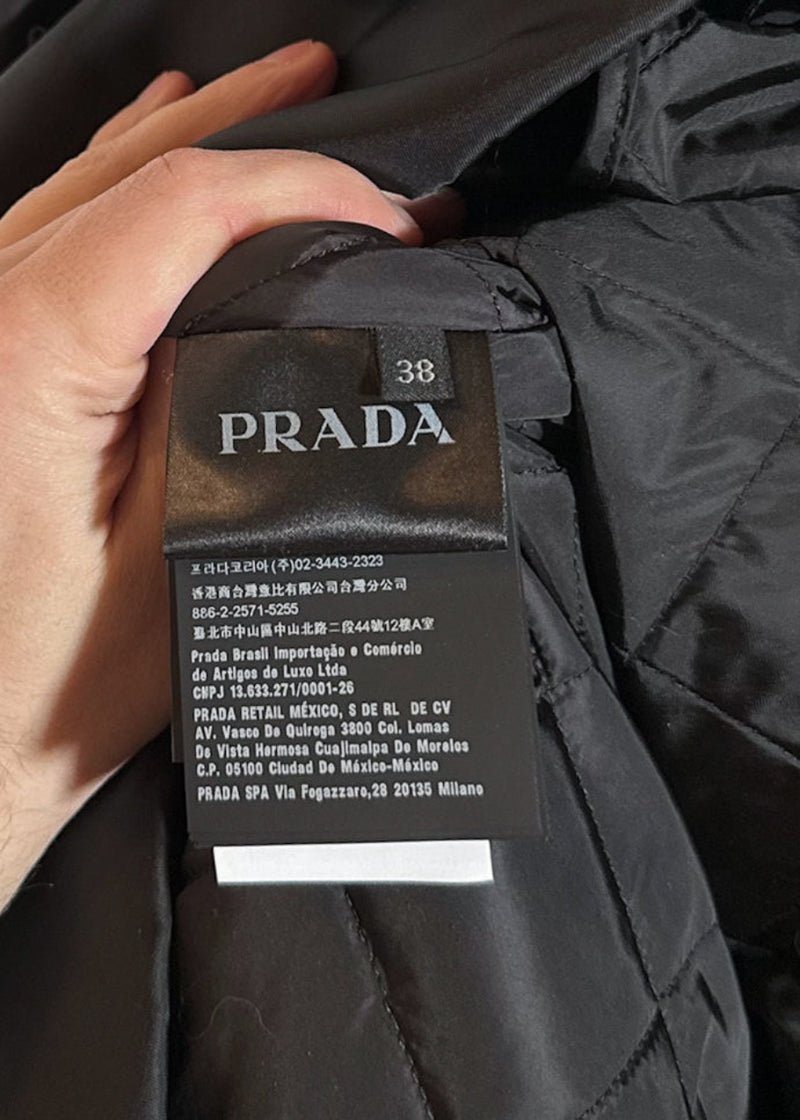 38
PRADA
프라다코리아(주)02-3443-2323
香港商台灣查比有限公司台灣分公司
886-2-2571-5255
臺北市中山區中山北路二段44號12樓A室
Prada Brasil Importação e Comércio
de Artigos de Luxo Ltda
CNPJ 13.633.271/0001-26
PRADA RETAIL MÉXICO, S DE RL DE CV
AV. Vasco De Quiroga 3800 Col. Lomas
De Vista Hermosa Cuajimalpa De Morelos
C.P. 05100 Ciudad De México-México
PRADA SPA Via Fogazzaro,28 20135 Milano